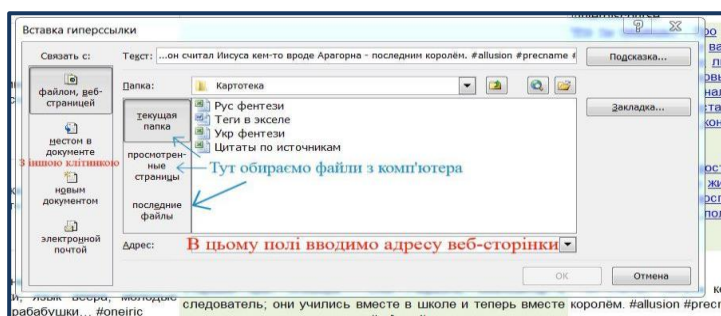 Вставка гиперссылки
Связать с:
Текст: ...он считал Иисуса кем-то вроде Арагорна - последним королём. #allusion #precname #
Подсказка...
файлом, веб-страницей
Папка: Картотека
Закладка...
текущая папка
Рус фентези
Теги в экселе
Укр фентези
Цитаты по источникам
местом в документе
З іншою клітинкою
просмотренные страницы
Тут обираємо файли з комп'ютера
новым документом
последние файлы
электронной почтой
Адрес: В цьому полі вводимо адресу веб-сторінки
ОК
Отмена
следователь; они учились вместе в школе и теперь вместе
королём. #allusion #precn
рабабушки... #oneiric